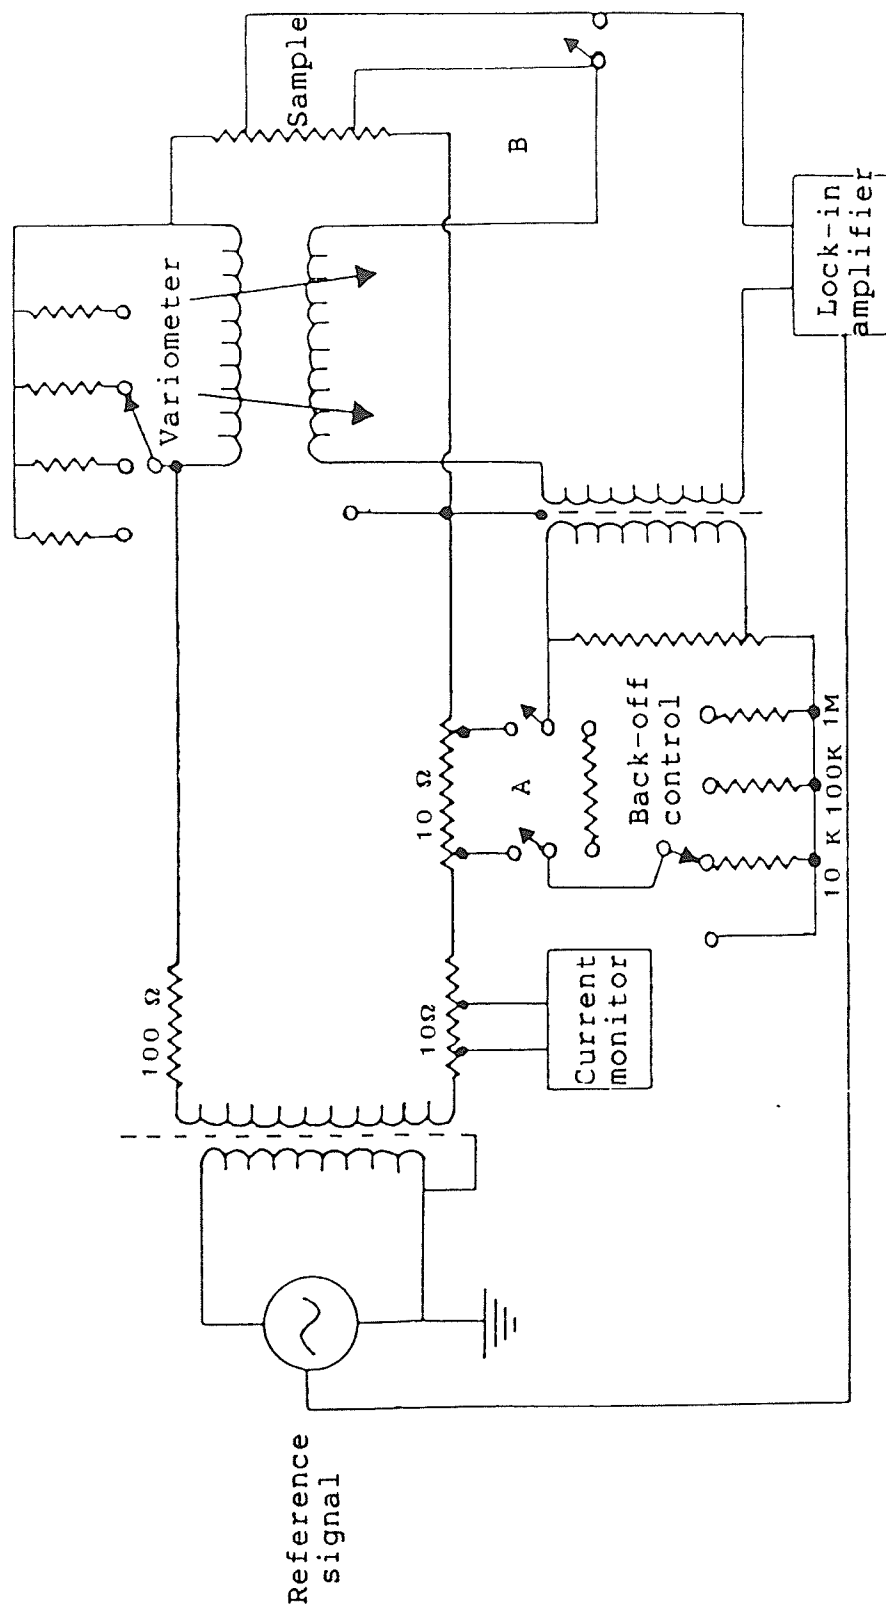 Reference
signal
100 Ω
10Ω
Current
monitor
10 Ω
A
Back-off
control
10 K
100K
1M
Variometer
Sample
B
Lock-in
amplifier